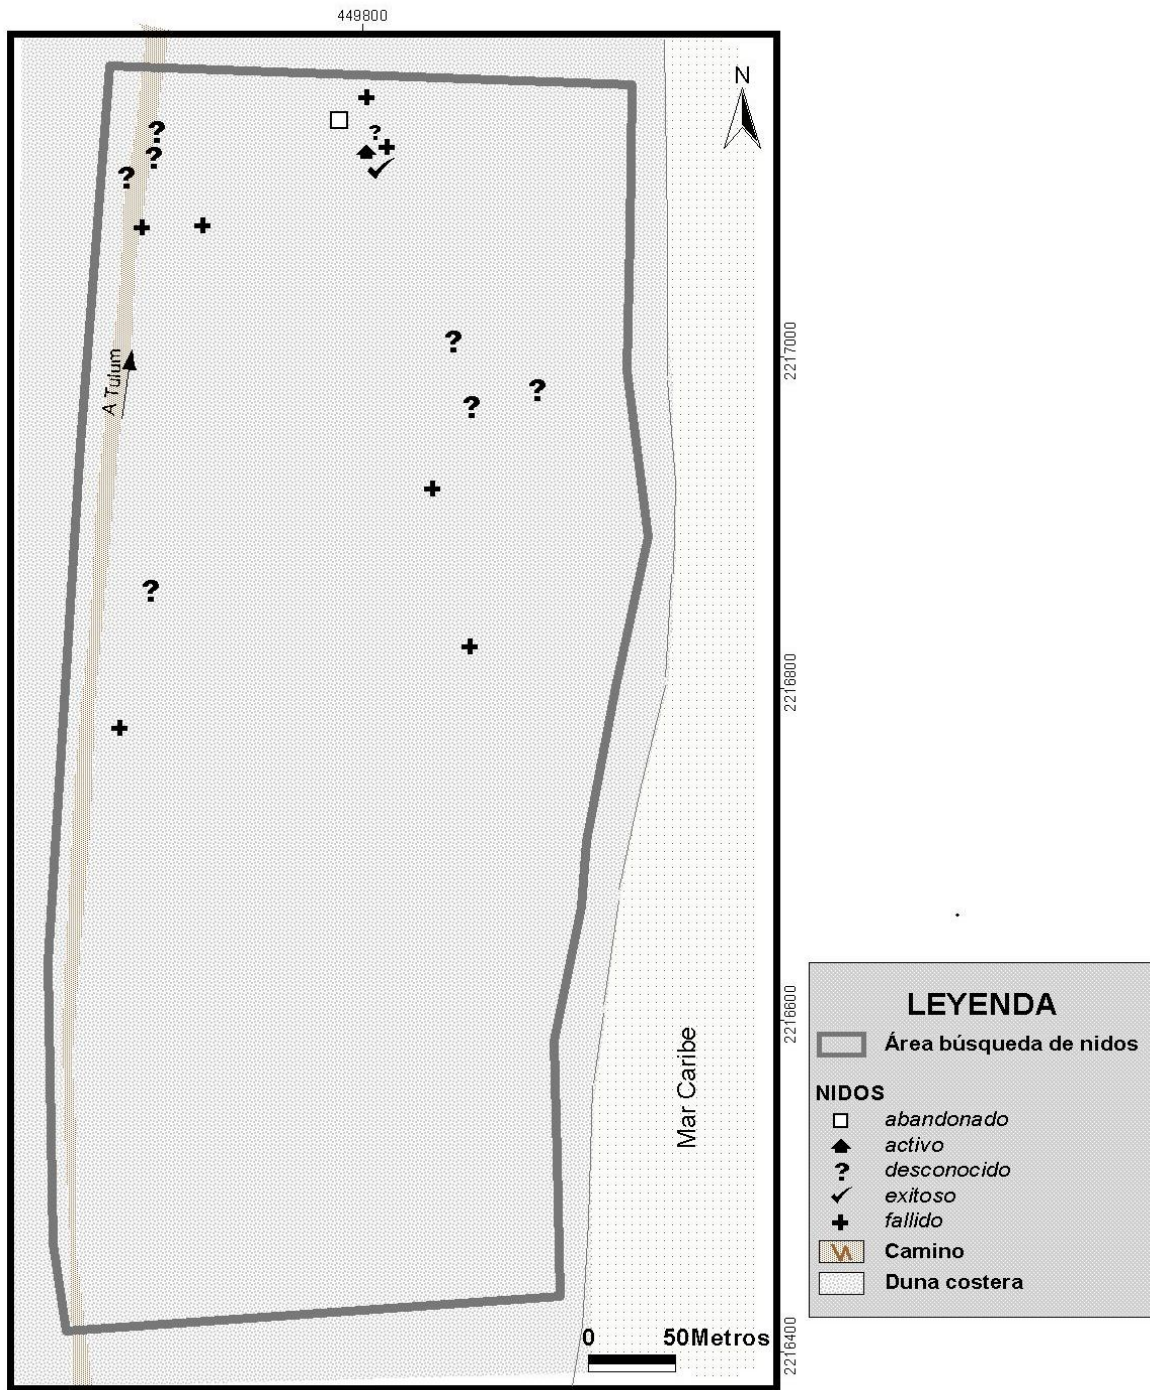 449800
N
?
?
?
?
A Tulum
?
?
?
?
2217000
2216800
2216600
2216400
Mar Caribe
0 50Metros
LEYENDA
Área búsqueda de nidos
NIDOS
abandonado
activo
? desconocido
exitoso
fallido
Camino
Duna costera